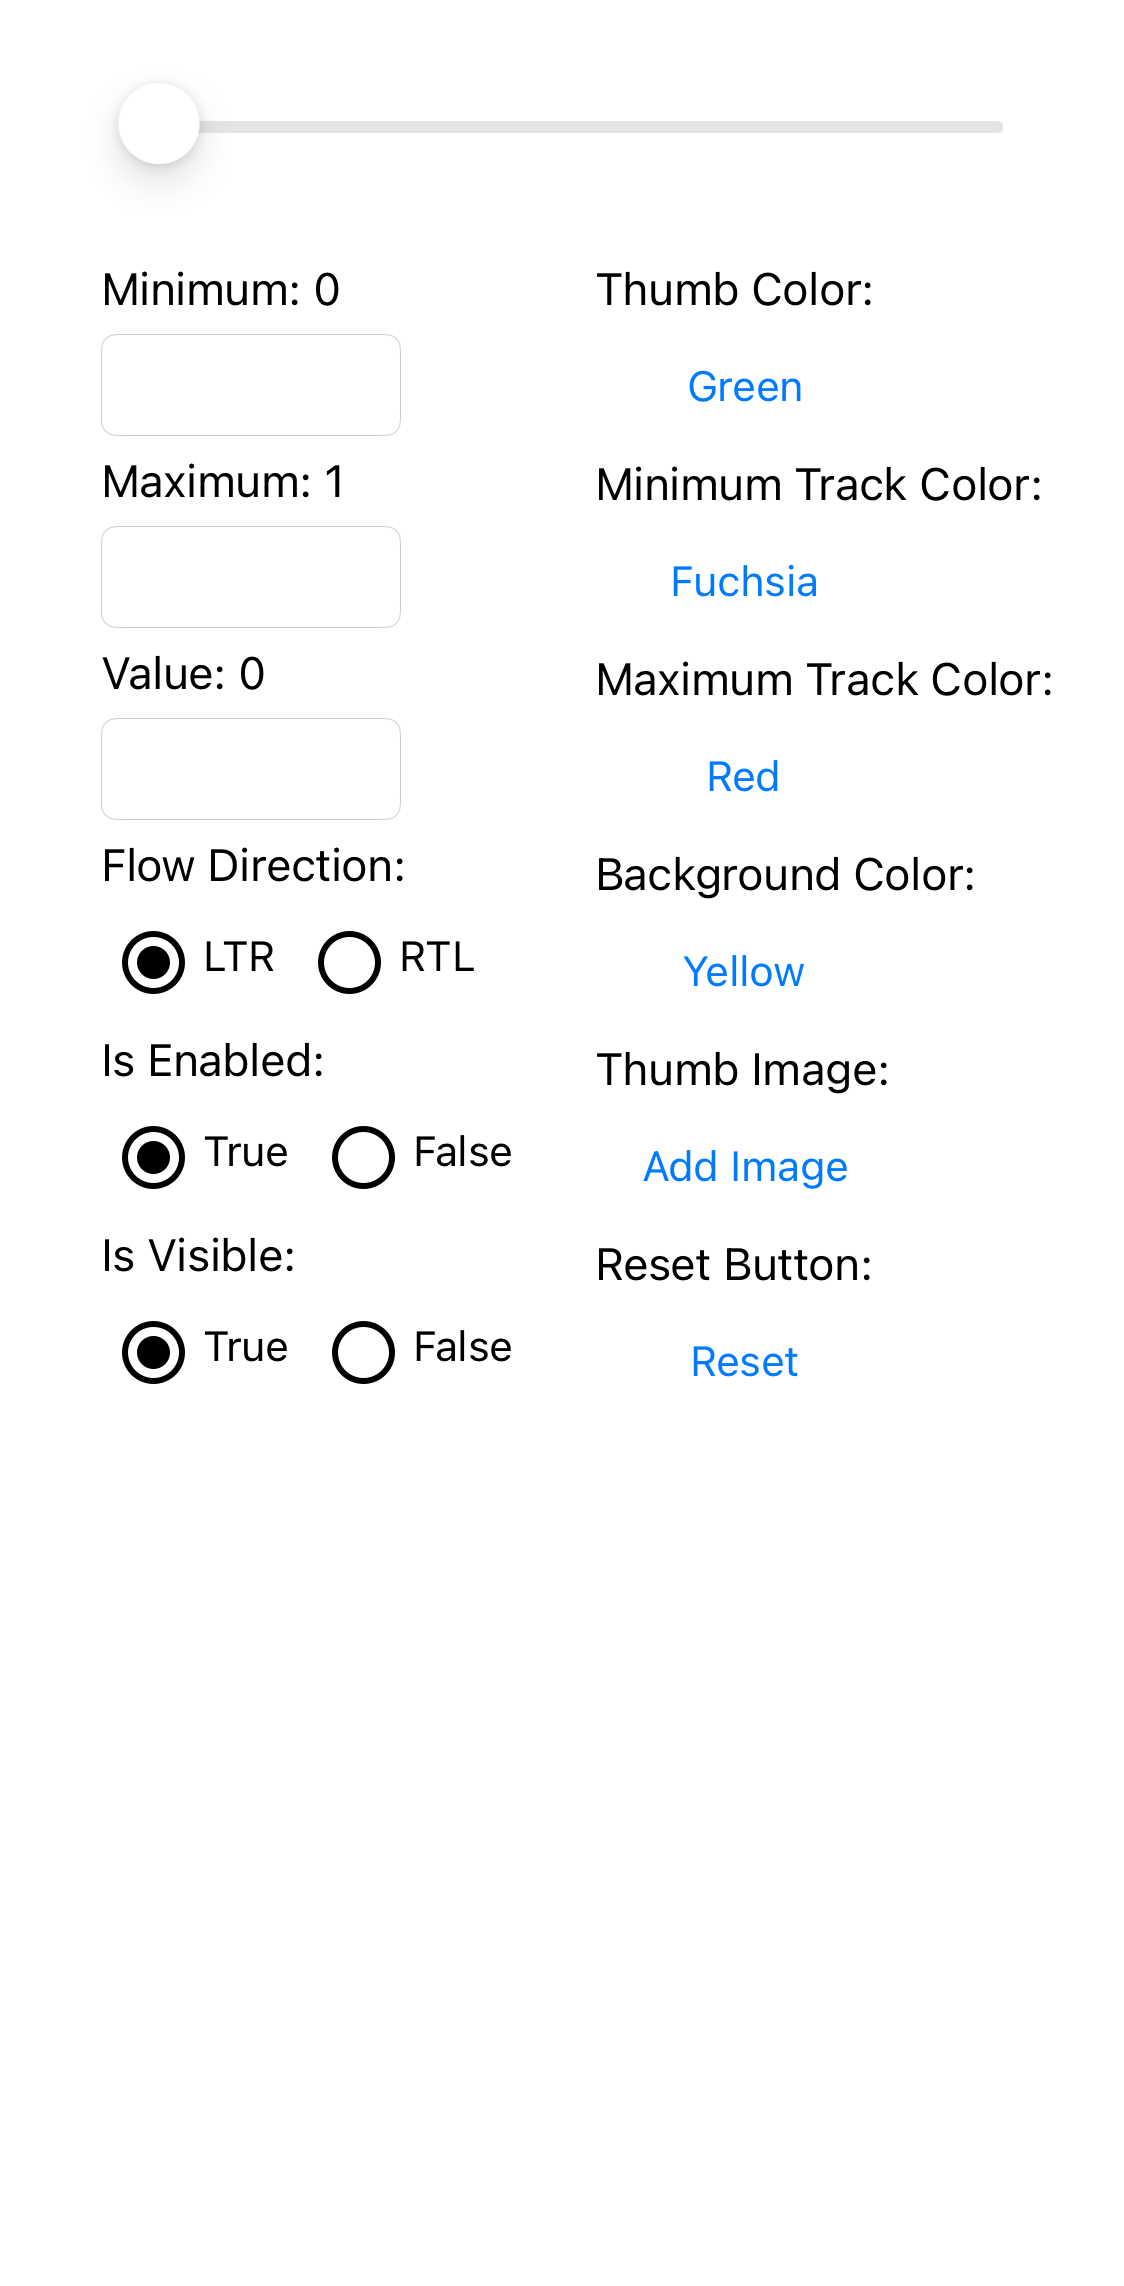 Minimum: 0
Maximum: 1
Value: 0
Flow Direction:
LTR RTL
Is Enabled:
True False
Is Visible:
True False
Thumb Color:
Green
Minimum Track Color:
Fuchsia
Maximum Track Color:
Red
Background Color:
Yellow
Thumb Image:
Add Image
Reset Button:
Reset